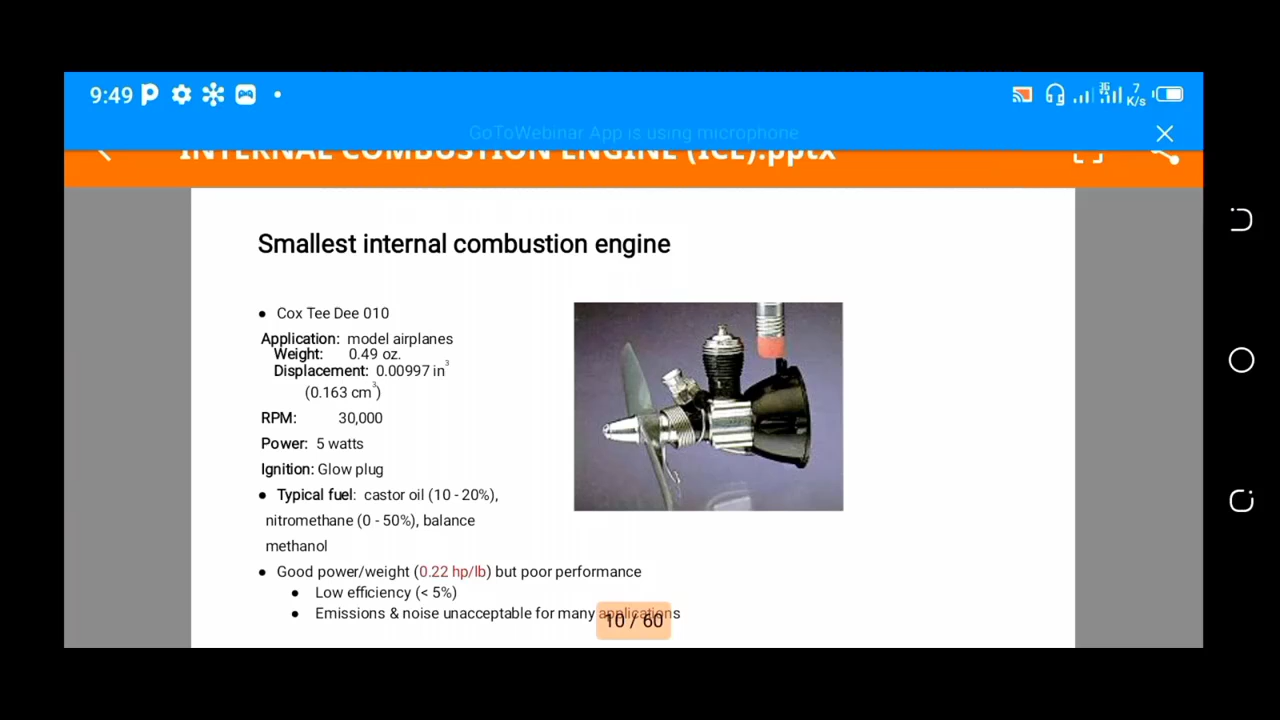 9:49
3G
7
K/s
GoToWebinar App is using microphone
INTERNAL COMBUSTION ENGINE (ICE).pptx
Smallest internal combustion engine
● Cox Tee Dee 010
Application: model airplanes
Weight: 0.49 oz.
Displacement: 0.00997 in³
(0.163 cm³)
RPM: 30,000
Power: 5 watts
Ignition: Glow plug
● Typical fuel: castor oil (10 - 20%),
nitromethane (0 - 50%), balance
methanol
● Good power/weight (0.22 hp/lb) but poor performance
● Low efficiency (< 5%)
● Emissions & noise unacceptable for many applications
10 / 60